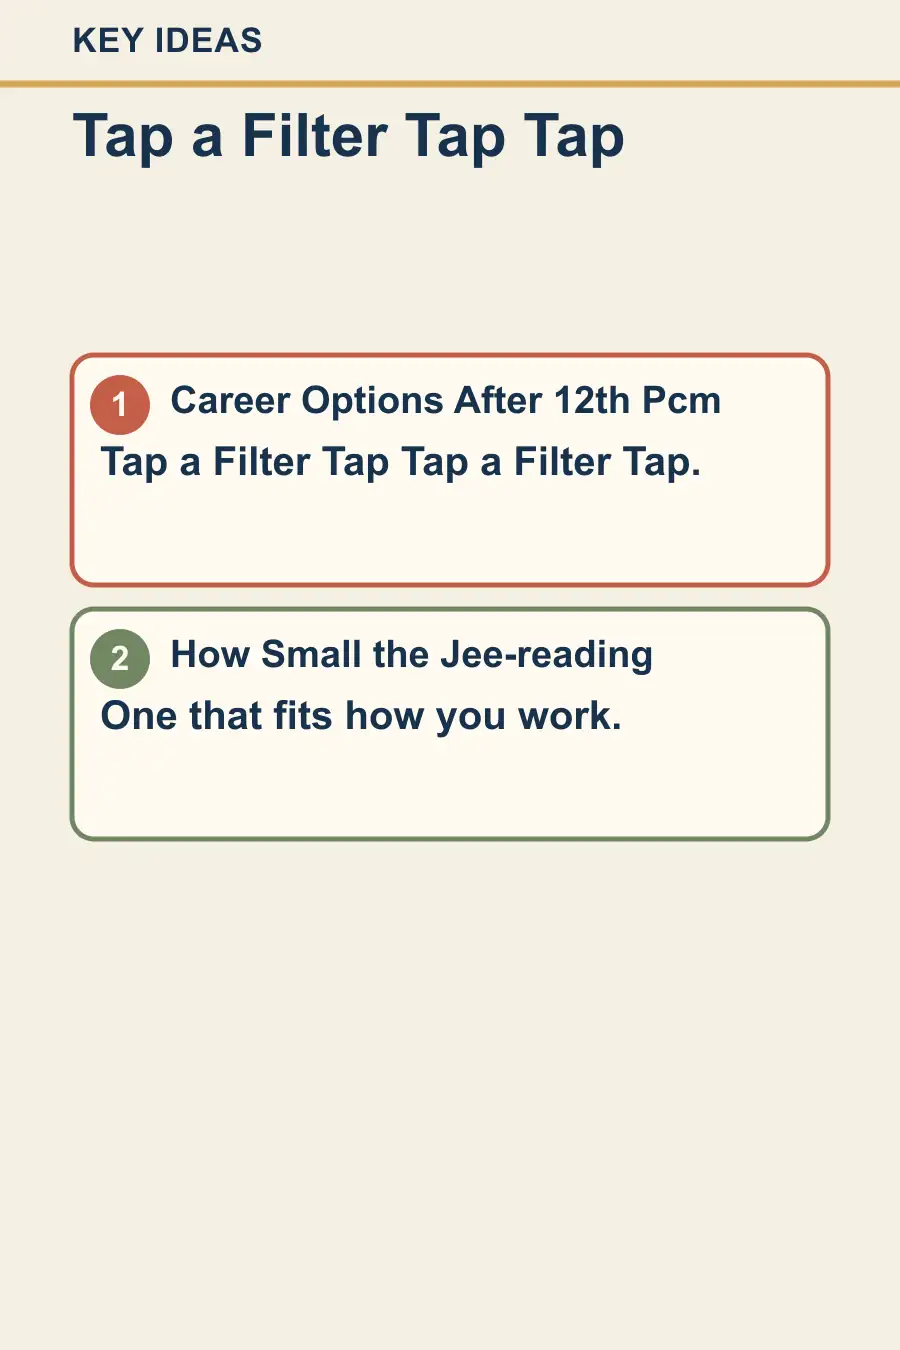 KEY IDEAS
Tap a Filter Tap Tap
1 Career Options After 12th Pcm
Tap a Filter Tap Tap a Filter Tap.
2 How Small the Jee-reading
One that fits how you work.